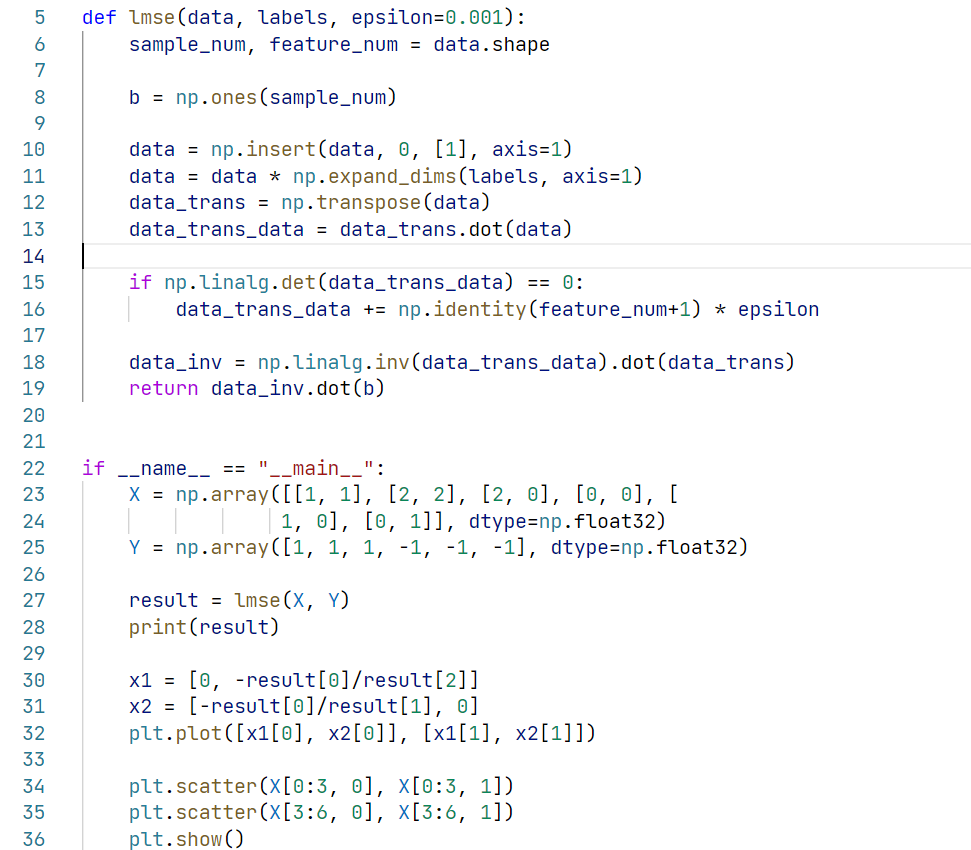 5 def lmse(data, labels, epsilon=0.001):
6     sample_num, feature_num = data.shape
7
8     b = np.ones(sample_num)
9
10     data = np.insert(data, 0, [1], axis=1)
11     data = data * np.expand_dims(labels, axis=1)
12     data_trans = np.transpose(data)
13     data_trans_data = data_trans.dot(data)
14
15     if np.linalg.det(data_trans_data) == 0:
16         data_trans_data += np.identity(feature_num+1) * epsilon
17
18     data_inv = np.linalg.inv(data_trans_data).dot(data_trans)
19     return data_inv.dot(b)
20
21
22 if __name__ == "__main__":
23     X = np.array([[1, 1], [2, 2], [2, 0], [0, 0], [
24                  1, 0], [0, 1]], dtype=np.float32)
25     Y = np.array([1, 1, 1, -1, -1, -1], dtype=np.float32)
26
27     result = lmse(X, Y)
28     print(result)
29
30     x1 = [0, -result[0]/result[2]]
31     x2 = [-result[0]/result[1], 0]
32     plt.plot([x1[0], x2[0]], [x1[1], x2[1]])
33
34     plt.scatter(X[0:3, 0], X[0:3, 1])
35     plt.scatter(X[3:6, 0], X[3:6, 1])
36     plt.show()